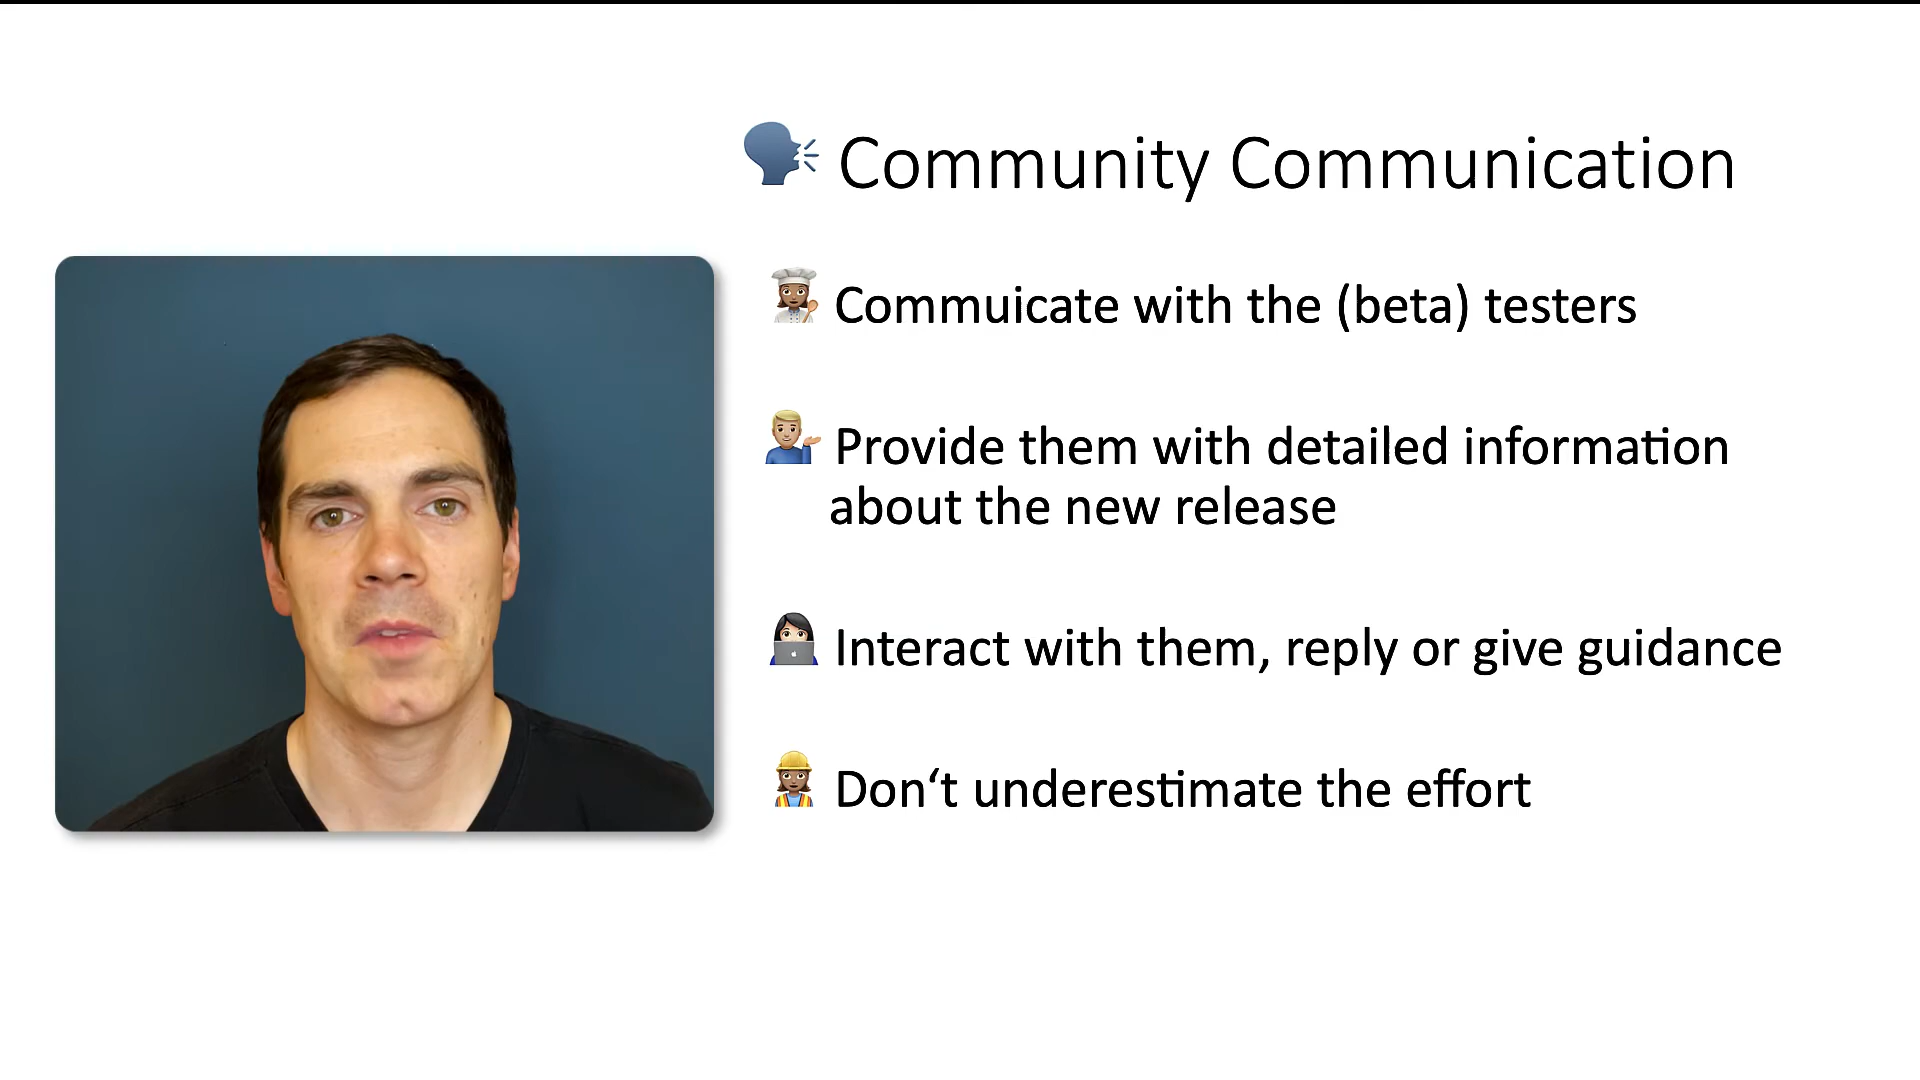 Community Communication
Commuicate with the (beta) testers
Provide them with detailed information
about the new release
Interact with them, reply or give guidance
Don‘t underestimate the effort